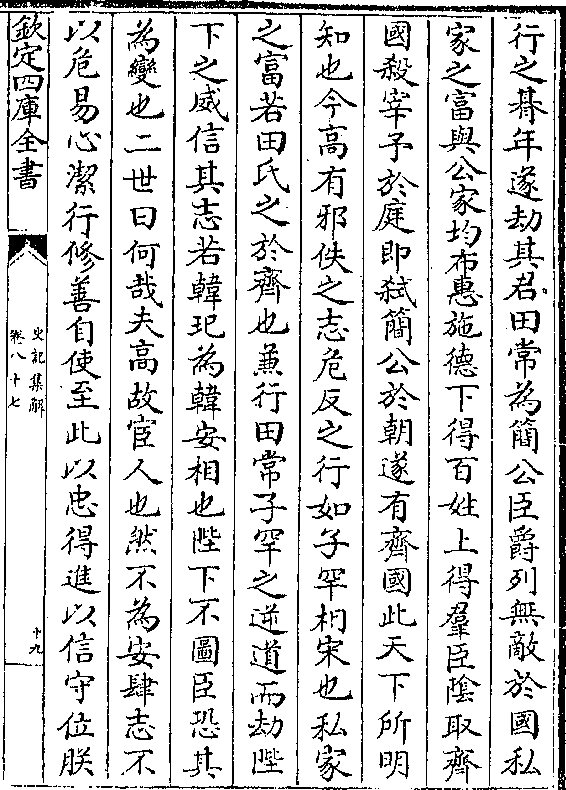 行之朞年遂劫其君田常為簡公臣爵列無敵於國私
家之富與公家均布惠施德下得百姓上得羣臣陰取齊
國殺宰予於庭即弑簡公於朝遂有齊國此天下所明
知也今高有邪佚之志危反之行如子罕相宋也私家
之富若田氏之於齊也兼行田常子罕之逆道而劫陛
下之威信其志若韓玘為韓安相也陛下不圖臣恐其
為變也二世曰何哉夫高故宦人也然不為安肆志不
以危易心潔行修善自使至此以忠得進以信守位朕
欽定四庫全書
史記集解
卷八十七
十九